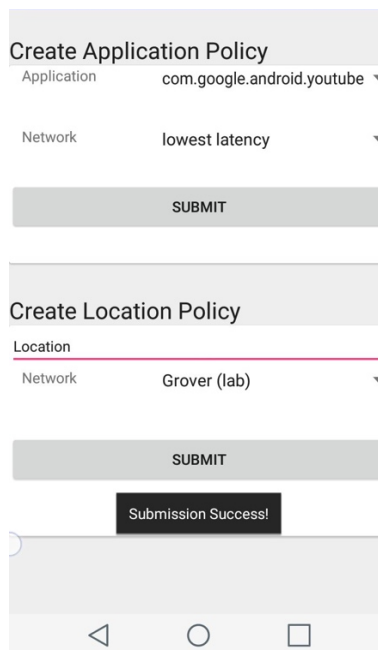 Create Application Policy
Application com.google.android.youtube
Network lowest latency
SUBMIT
Create Location Policy
Location
Network Grover (lab)
SUBMIT
Submission Success!